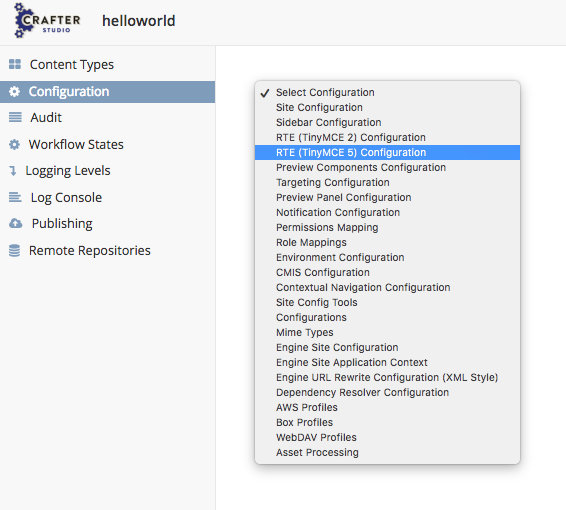 CRAFTER
STUDIO
helloworld
Content Types
Configuration
Audit
Workflow States
Logging Levels
Log Console
Publishing
Remote Repositories
Select Configuration
Site Configuration
Sidebar Configuration
RTE (TinyMCE 2) Configuration
RTE (TinyMCE 5) Configuration
Preview Components Configuration
Targeting Configuration
Preview Panel Configuration
Notification Configuration
Permissions Mapping
Role Mappings
Environment Configuration
CMIS Configuration
Contextual Navigation Configuration
Site Config Tools
Configurations
Mime Types
Engine Site Configuration
Engine Site Application Context
Engine URL Rewrite Configuration (XML Style)
Dependency Resolver Configuration
AWS Profiles
Box Profiles
WebDAV Profiles
Asset Processing